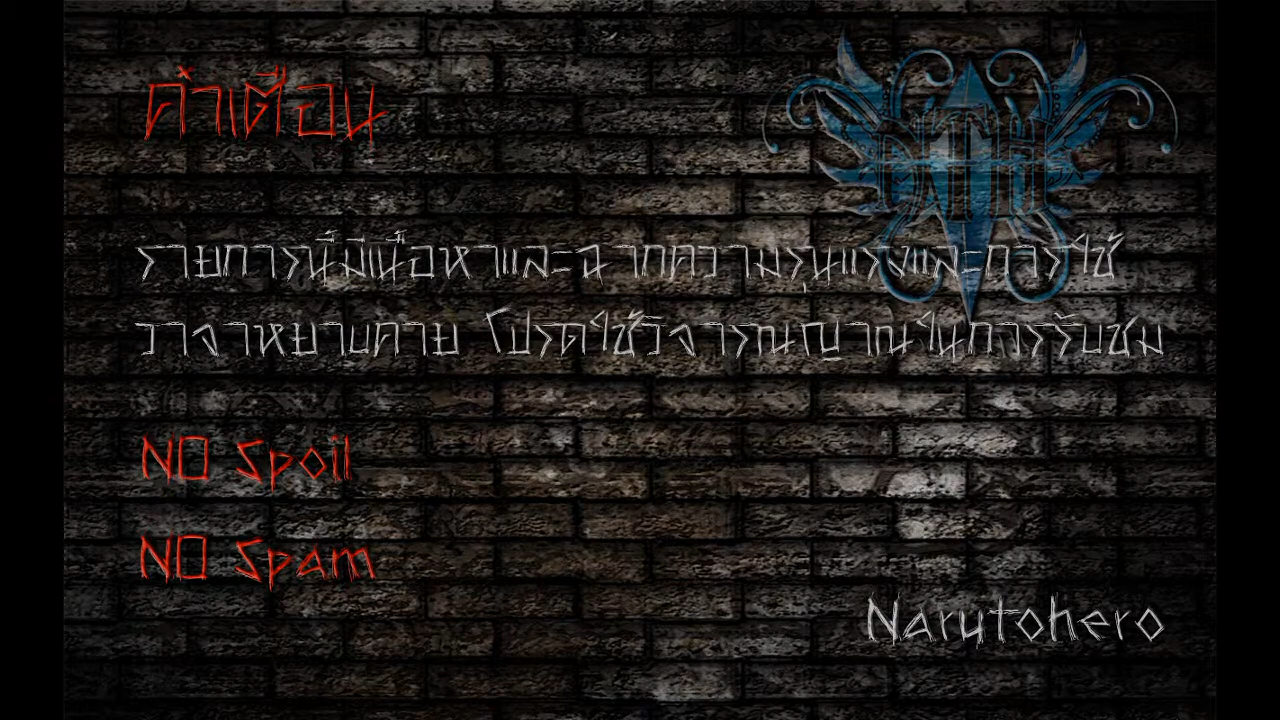 คำเตือน
รายการนี้มีเนื้อหาและฉากความรุนแรงและการใช้
วาจาหยาบคาย โปรดใช้วิจารณญาณในการรับชม
NO Spoil
NO Spam
Narutohero